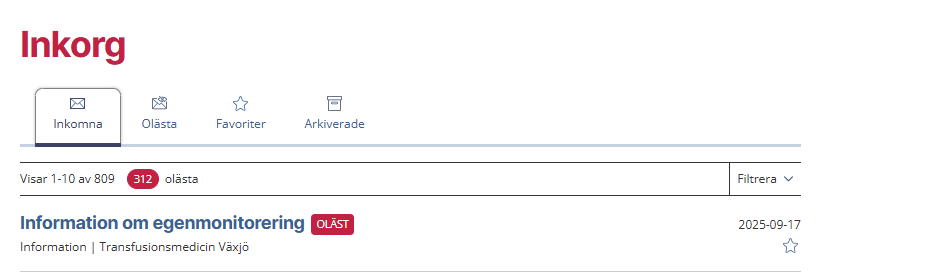 Inkorg
Inkomna Olästa Favoriter Arkiverade
Visar 1-10 av 809 312 olästa Filtrera
Information om egenmonitorering OLÄST 2025-09-17
Information | Transfusionsmedicin Växjö